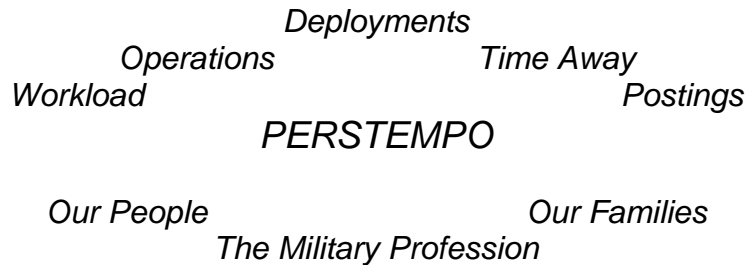 Deployments
Operations Time Away
Workload Postings
PERSTEMPO
Our People Our Families
The Military Profession